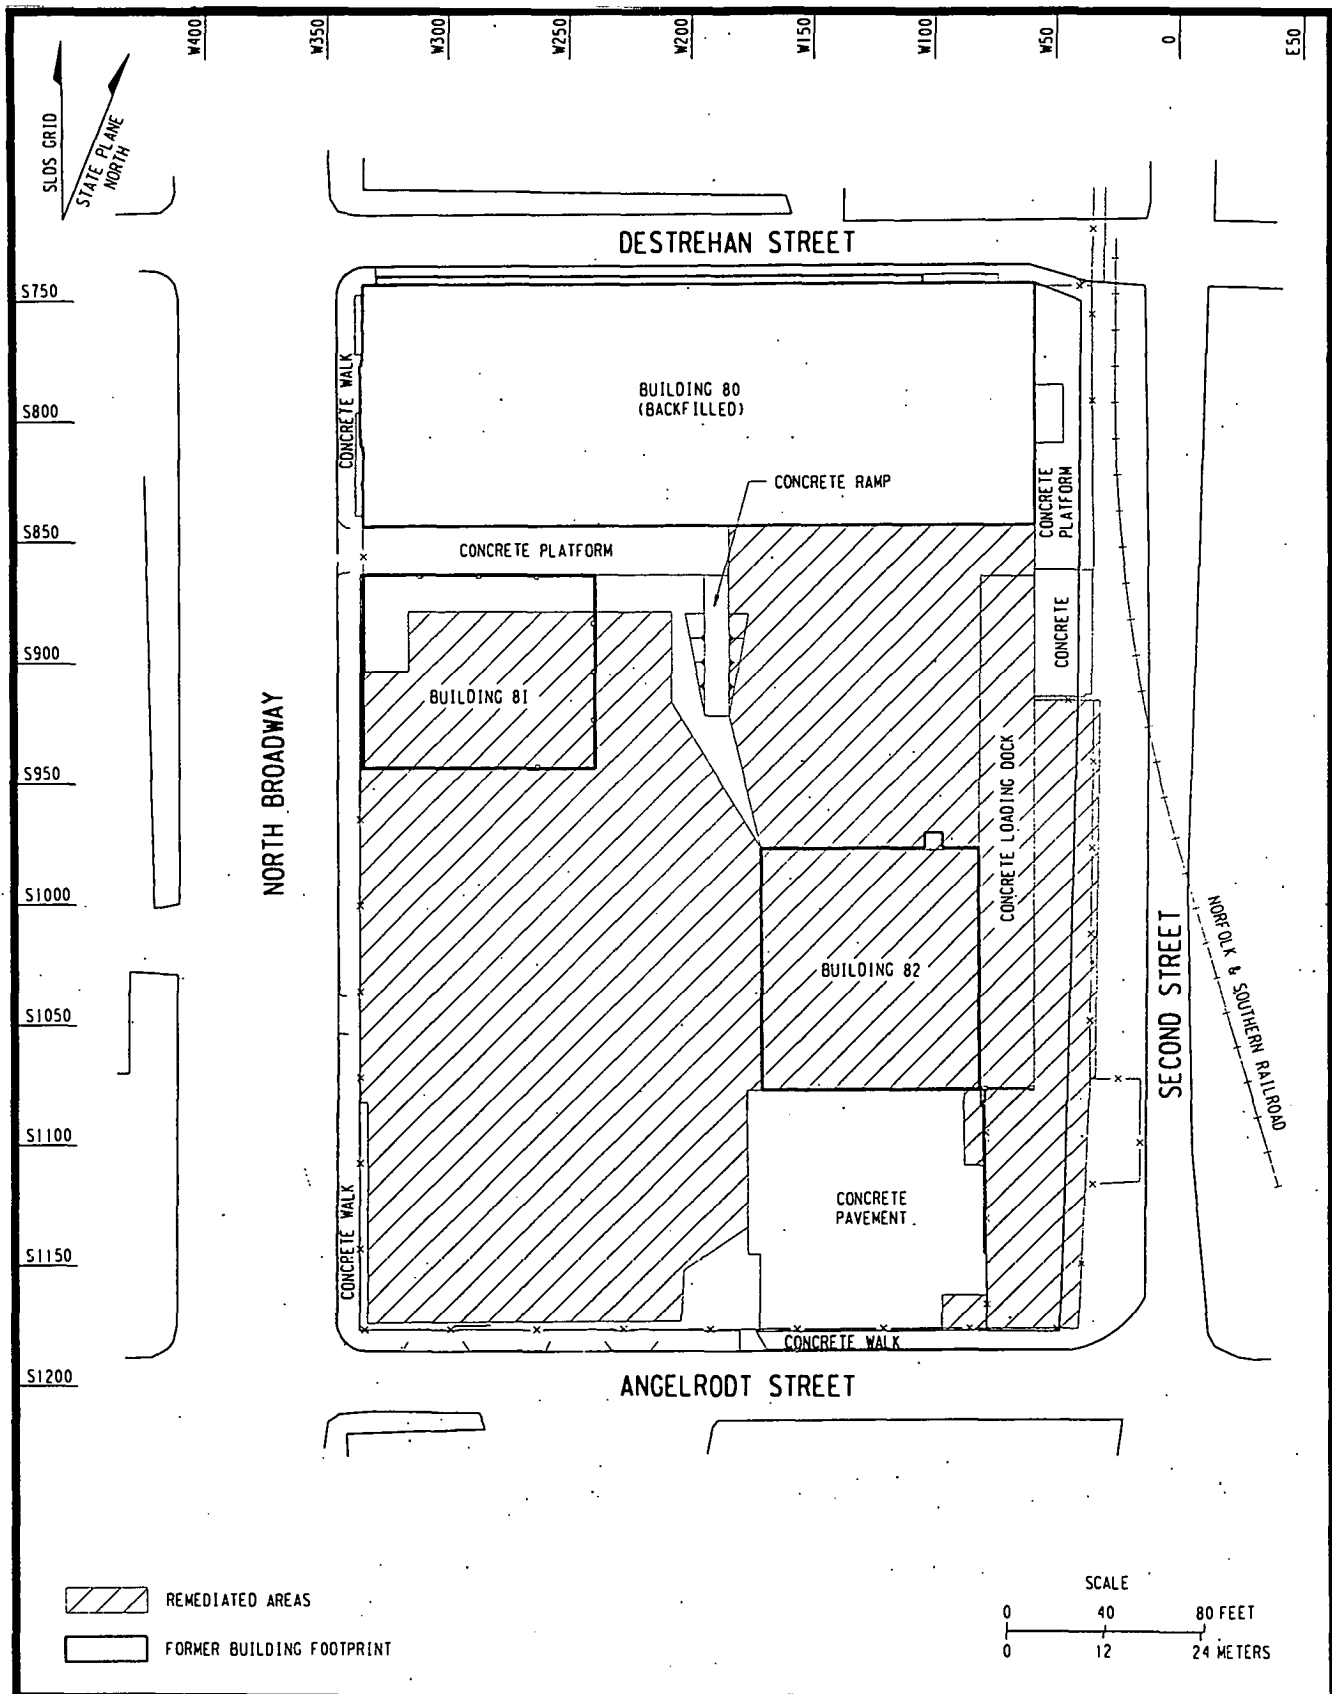 W400
W350
W300
W250
W200
W150
W100
W50
0
E50
SLDS GRID
STATE PLANE
NORTH
DESTREHAN STREET
S750
S800
S850
S900
S950
S1000
S1050
S1100
S1150
S1200
CONCRETE WALK
BUILDING 80
(BACKFILLED)
CONCRETE RAMP
CONCRETE
PLATFORM
CONCRETE PLATFORM
CONCRETE
BUILDING 81
NORTH BROADWAY
CONCRETE LOADING DOCK
BUILDING 82
NORFOLK & SOUTHERN RAILROAD
SECOND STREET
CONCRETE
PAVEMENT
CONCRETE WALK
CONCRETE WALK
ANGELRODT STREET
REMEDIATED AREAS
FORMER BUILDING FOOTPRINT
SCALE
0 40 80 FEET
0 12 24 METERS